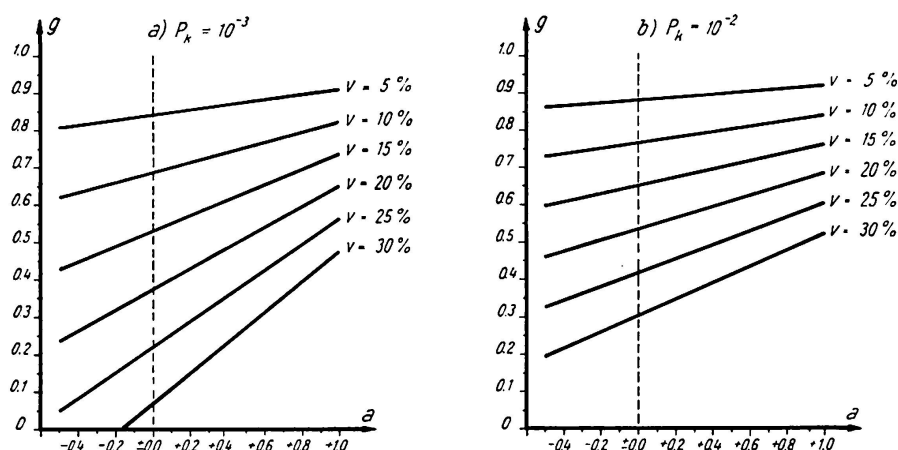 g
a) P_k = 10^-3
1.0
0.9
0.8
0.7
0.6
0.5
0.4
0.3
0.2
0.1
0
v = 5 %
v = 10 %
v = 15 %
v = 20 %
v = 25 %
v = 30 %
a
-0.4 -0.2 ±0.0 +0.2 +0.4 +0.6 +0.8 +1.0
g
b) P_k = 10^-2
1.0
0.9
0.8
0.7
0.6
0.5
0.4
0.3
0.2
0.1
0
v = 5 %
v = 10 %
v = 15 %
v = 20 %
v = 25 %
v = 30 %
a
-0.4 -0.2 ±0.0 +0.2 +0.4 +0.6 +0.8 +1.0